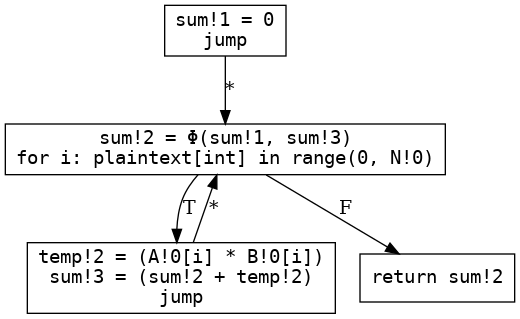 sum!1 = 0
jump
*
sum!2 = Φ(sum!1, sum!3)
for i: plaintext[int] in range(0, N!0)
T
*
F
temp!2 = (A!0[i] * B!0[i])
sum!3 = (sum!2 + temp!2)
jump
return sum!2